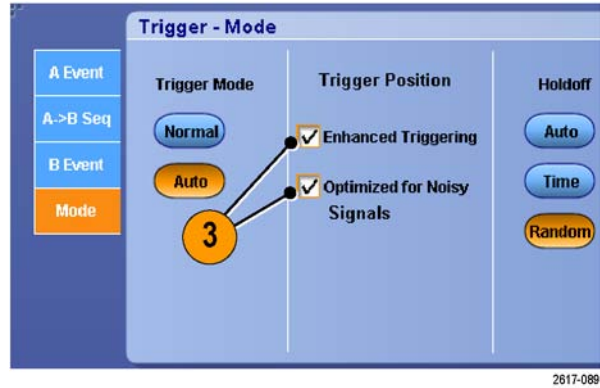 Trigger - Mode
A Event
A->B Seq
B Event
Mode
Trigger Mode
Normal
Auto
3
Trigger Position
Enhanced Triggering
Optimized for Noisy
Signals
Holdoff
Auto
Time
Random
2617-089